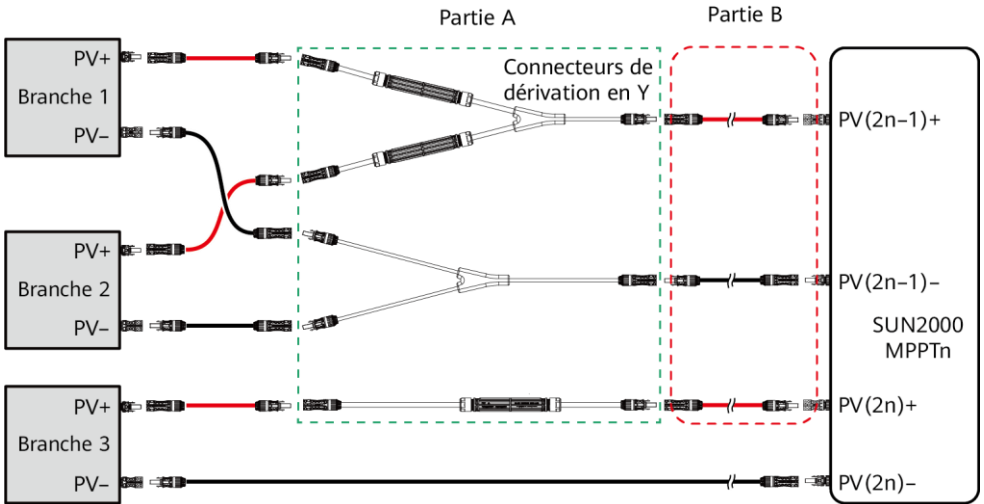 Partie A
Partie B
PV+
Branche 1
PV–
Connecteurs de
dérivation en Y
PV(2n–1)+
PV+
Branche 2
PV–
PV(2n–1)–
SUN2000
MPPTn
PV+
Branche 3
PV–
PV(2n)+
PV(2n)–